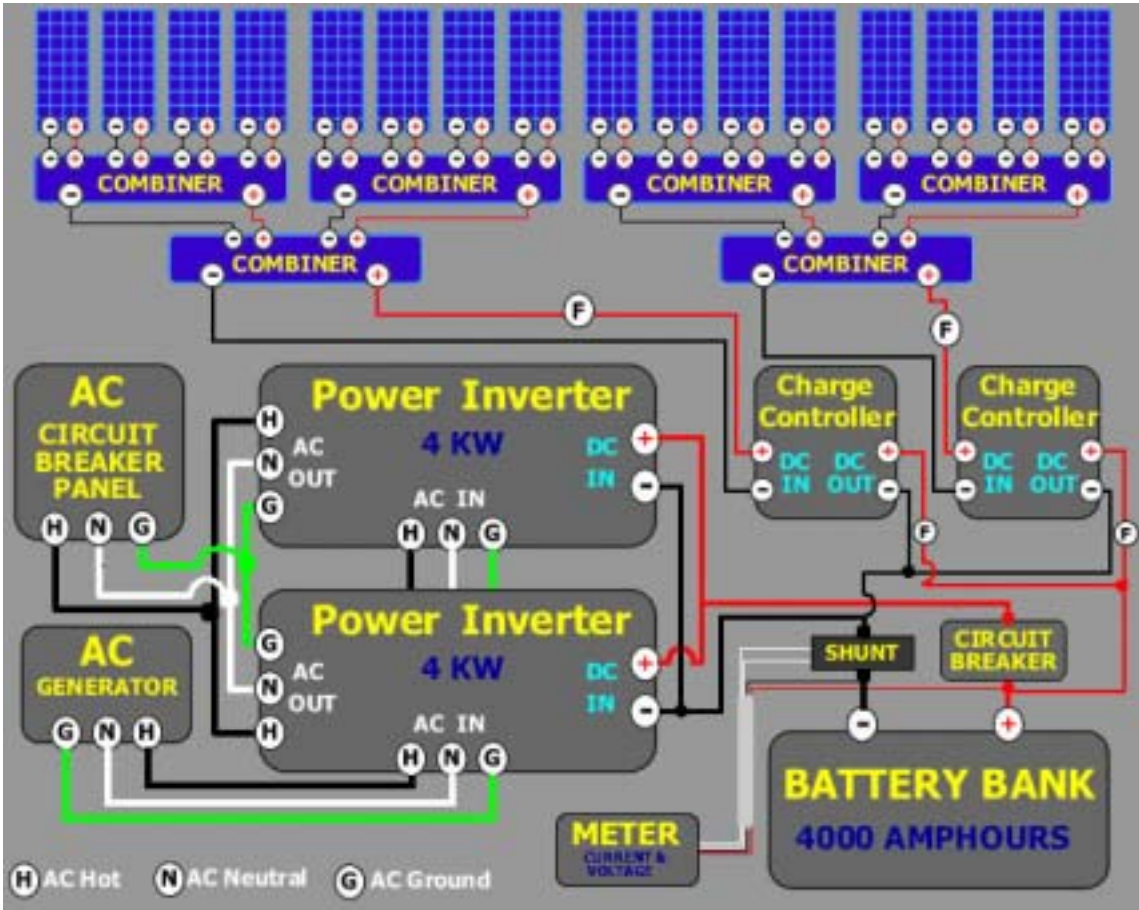 COMBINER
COMBINER
COMBINER
COMBINER
COMBINER
COMBINER
F
F
AC
CIRCUIT
BREAKER
PANEL
H N G
Power Inverter
4 KW
H
N
G
AC
OUT
DC
IN
AC IN
H N G
Charge
Controller
DC
IN
DC
OUT
Charge
Controller
DC
IN
DC
OUT
F
F
AC
GENERATOR
G N H
Power Inverter
4 KW
G
N
H
AC
OUT
DC
IN
AC IN
H N G
SHUNT
CIRCUIT
BREAKER
BATTERY BANK
4000 AMPHOURS
METER
CURRENT &
VOLTAGE
H AC Hot
N AC Neutral
G AC Ground